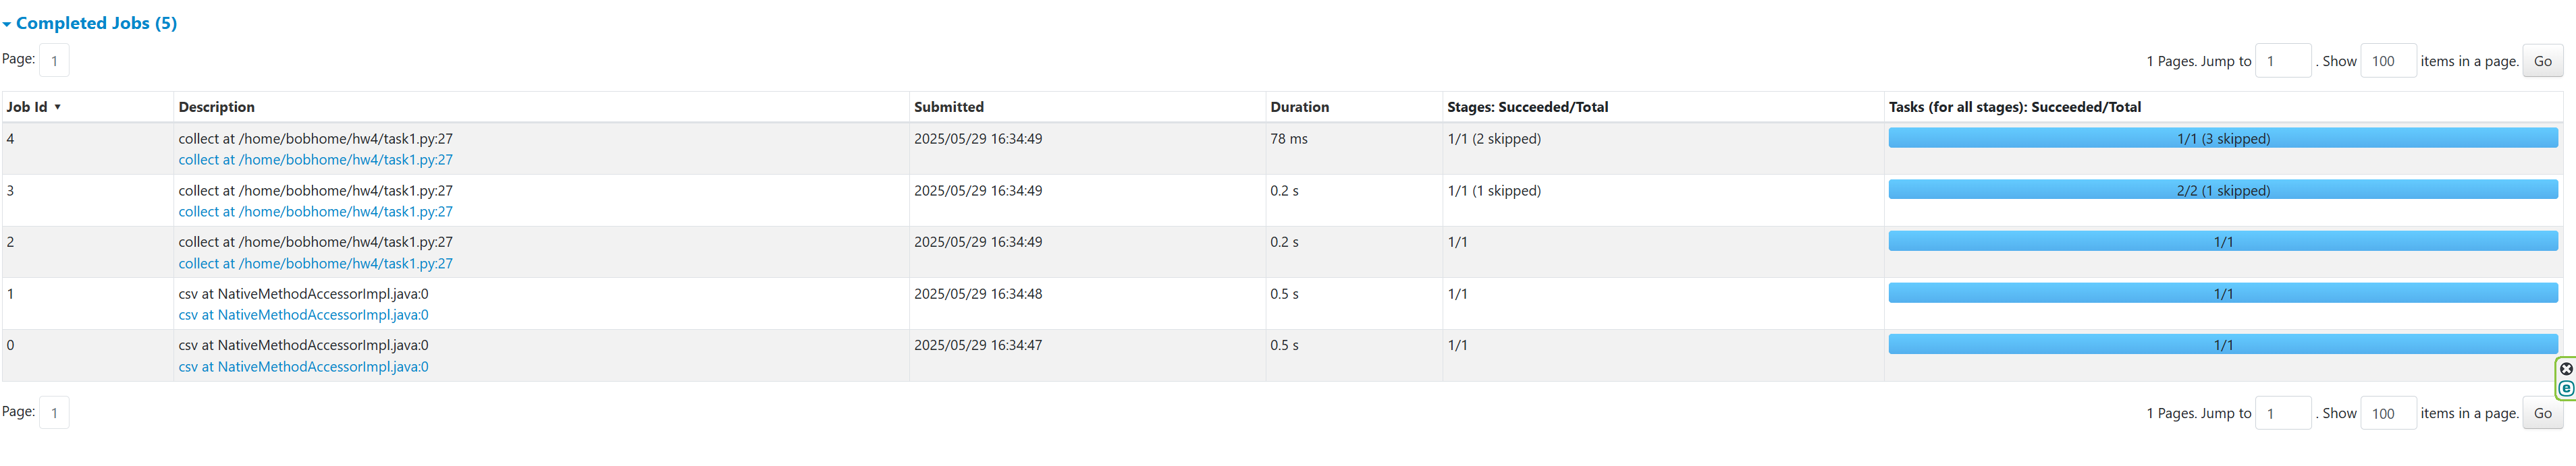 Completed Jobs (5)
Page: 1
1 Pages. Jump to 1 . Show 100 items in a page. Go
Job Id ▼ Description Submitted Duration Stages: Succeeded/Total Tasks (for all stages): Succeeded/Total
4 collect at /home/bobhome/hw4/task1.py:27 2025/05/29 16:34:49 78 ms 1/1 (2 skipped) 1/1 (3 skipped)
collect at /home/bobhome/hw4/task1.py:27
3 collect at /home/bobhome/hw4/task1.py:27 2025/05/29 16:34:49 0.2 s 1/1 (1 skipped) 2/2 (1 skipped)
collect at /home/bobhome/hw4/task1.py:27
2 collect at /home/bobhome/hw4/task1.py:27 2025/05/29 16:34:49 0.2 s 1/1 1/1
collect at /home/bobhome/hw4/task1.py:27
1 csv at NativeMethodAccessorImpl.java:0 2025/05/29 16:34:48 0.5 s 1/1 1/1
csv at NativeMethodAccessorImpl.java:0
0 csv at NativeMethodAccessorImpl.java:0 2025/05/29 16:34:47 0.5 s 1/1 1/1
csv at NativeMethodAccessorImpl.java:0
Page: 1
1 Pages. Jump to 1 . Show 100 items in a page. Go